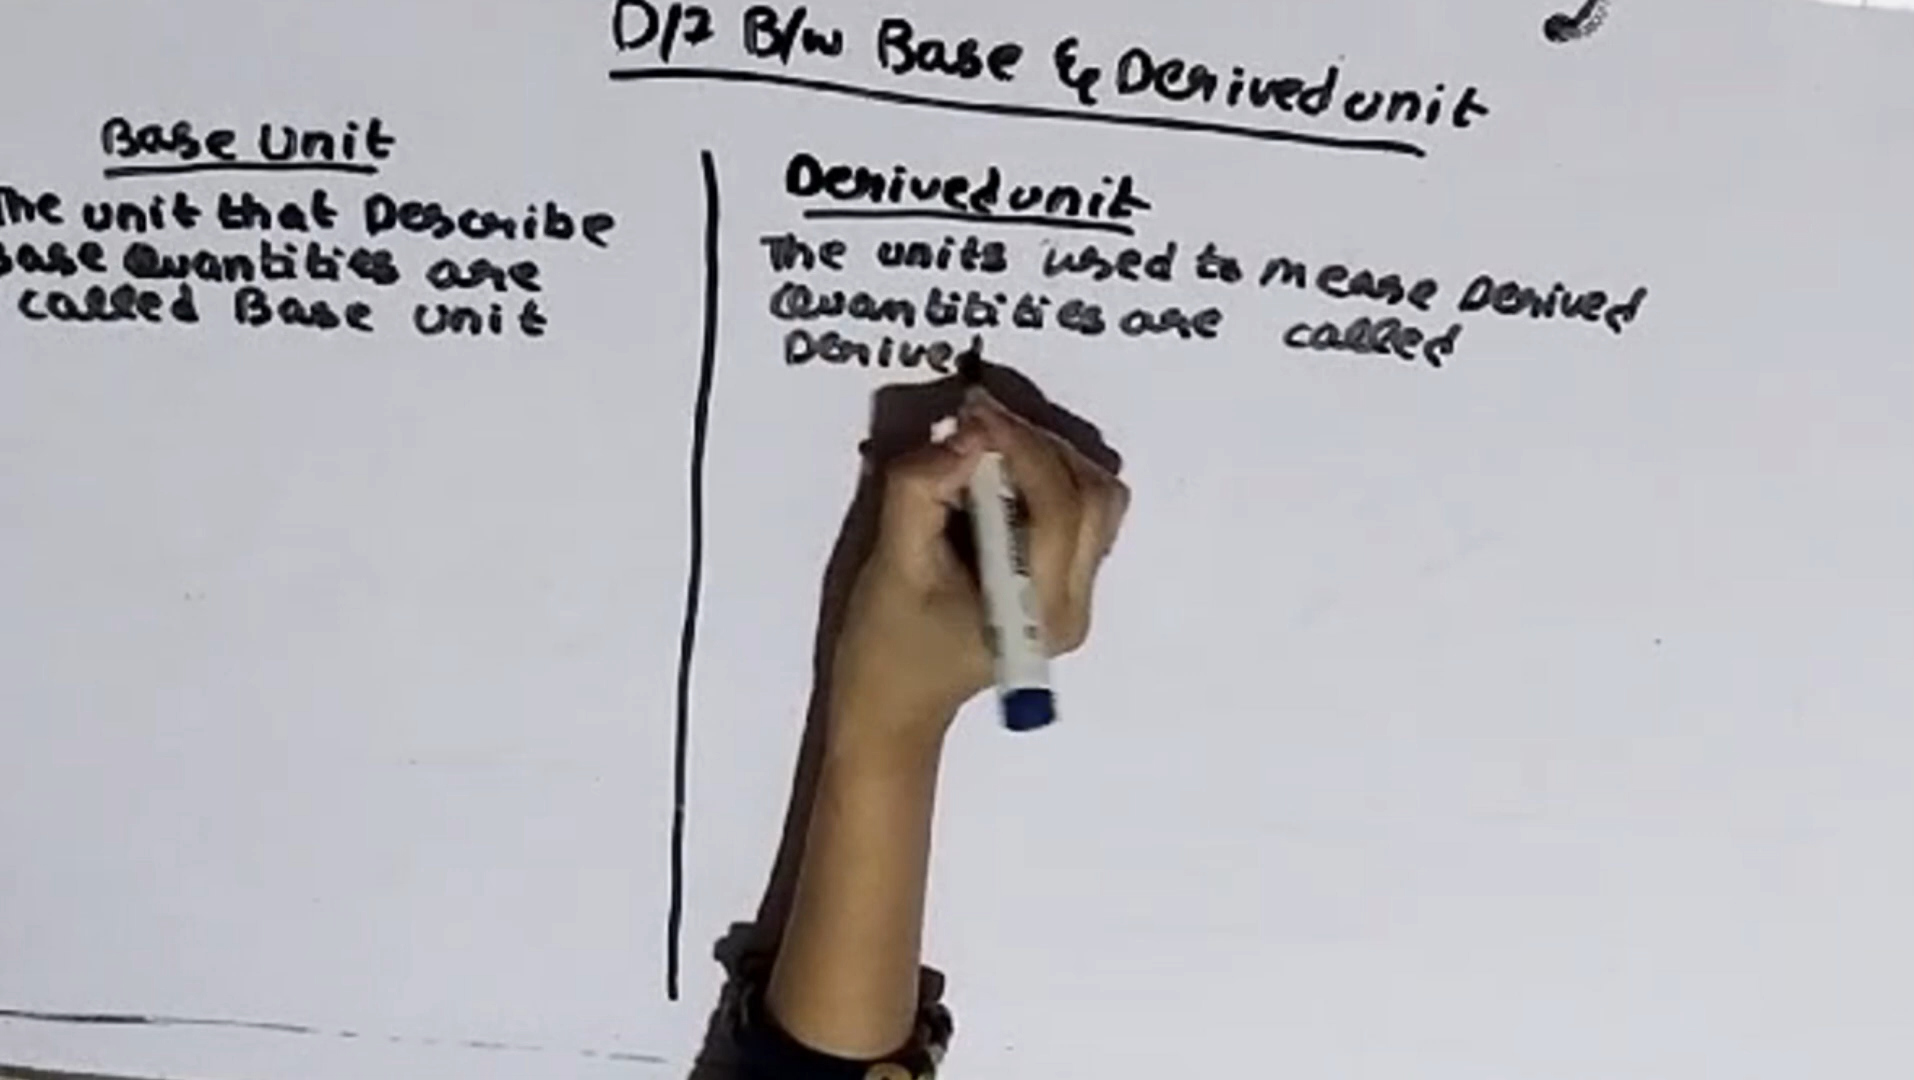 D/2 B/w Base & Derived unit
Base Unit
The unit that Describe
Base Quantities are
called Base unit
Derived unit
The units used to mease Derived
Quantitities are called
Derived